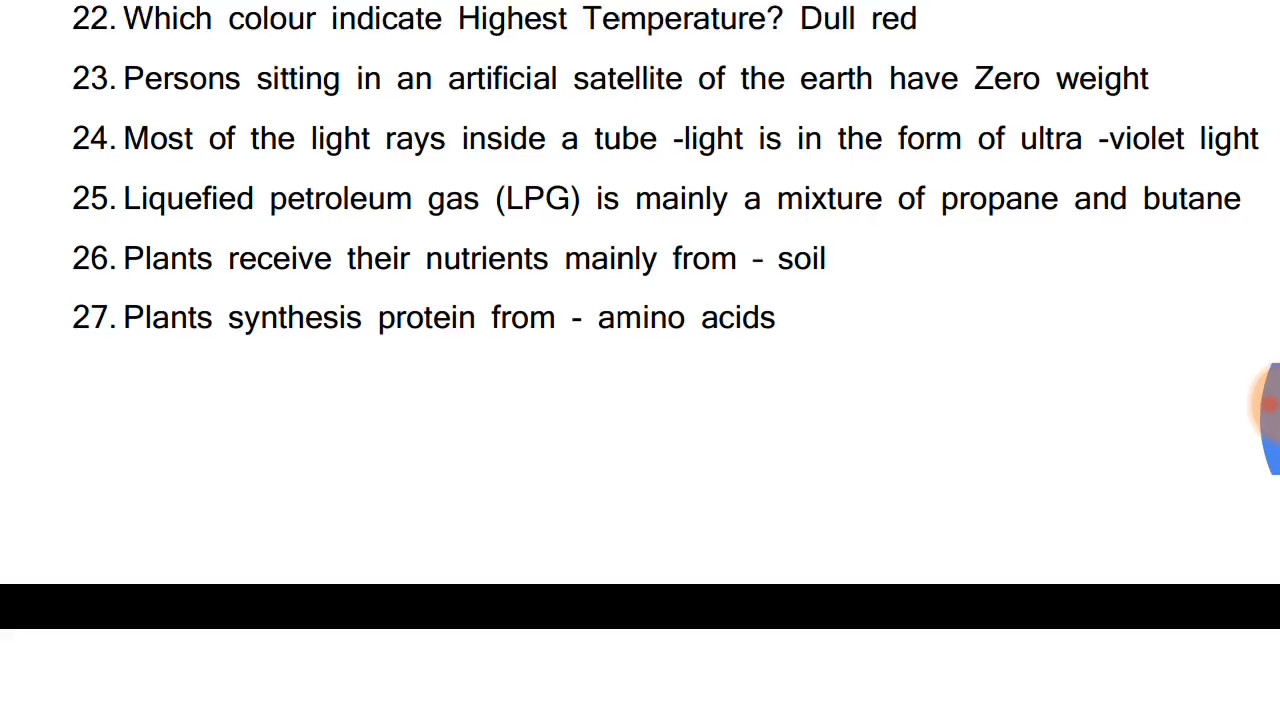 22. Which colour indicate Highest Temperature? Dull red
23. Persons sitting in an artificial satellite of the earth have Zero weight
24. Most of the light rays inside a tube -light is in the form of ultra -violet light
25. Liquefied petroleum gas (LPG) is mainly a mixture of propane and butane
26. Plants receive their nutrients mainly from – soil
27. Plants synthesis protein from - amino acids